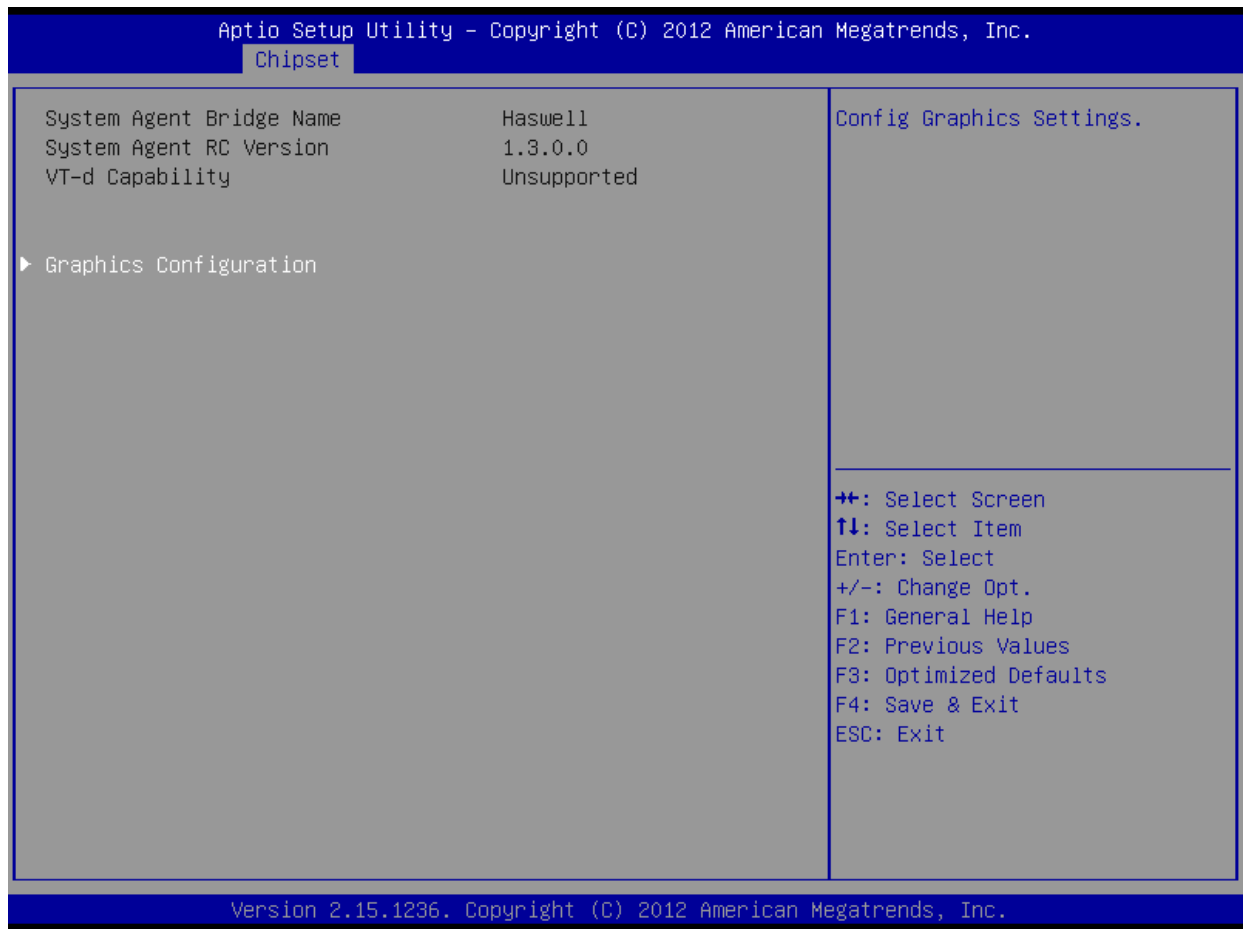 Aptio Setup Utility – Copyright (C) 2012 American Megatrends, Inc.
Chipset
System Agent Bridge Name Haswell
System Agent RC Version 1.3.0.0
VT-d Capability Unsupported
▶ Graphics Configuration
Config Graphics Settings.
→←: Select Screen
↑↓: Select Item
Enter: Select
+/-: Change Opt.
F1: General Help
F2: Previous Values
F3: Optimized Defaults
F4: Save & Exit
ESC: Exit
Version 2.15.1236. Copyright (C) 2012 American Megatrends, Inc.